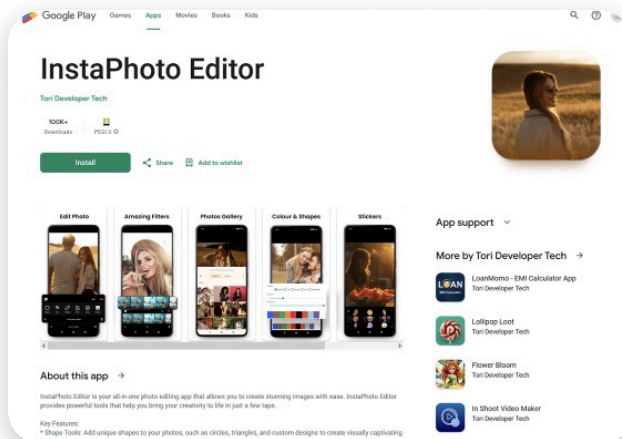 Google Play Games Apps Movies Books Kids
InstaPhoto Editor
Tori Developer Tech
100K+
Downloads
PEGI 3
Install Share Add to wishlist
Edit Photo
Amazing Filters
Photos Gallery
Colour & Shapes
Stickers
App support
More by Tori Developer Tech
LOAN
LoanMomo - EMI Calculator App
Tori Developer Tech
Lollipop Loot
Tori Developer Tech
Flower Bloom
Tori Developer Tech
In Shoot Video Maker
Tori Developer Tech
About this app
InstaPhoto Editor is your all-in-one photo editing app that allows you to create stunning images with ease. InstaPhoto Editor
provides powerful tools that help you bring your creativity to life in just a few taps.
Key Features:
* Shape Tools: Add unique shapes to your photos, such as circles, triangles, and custom designs to create visually captivating